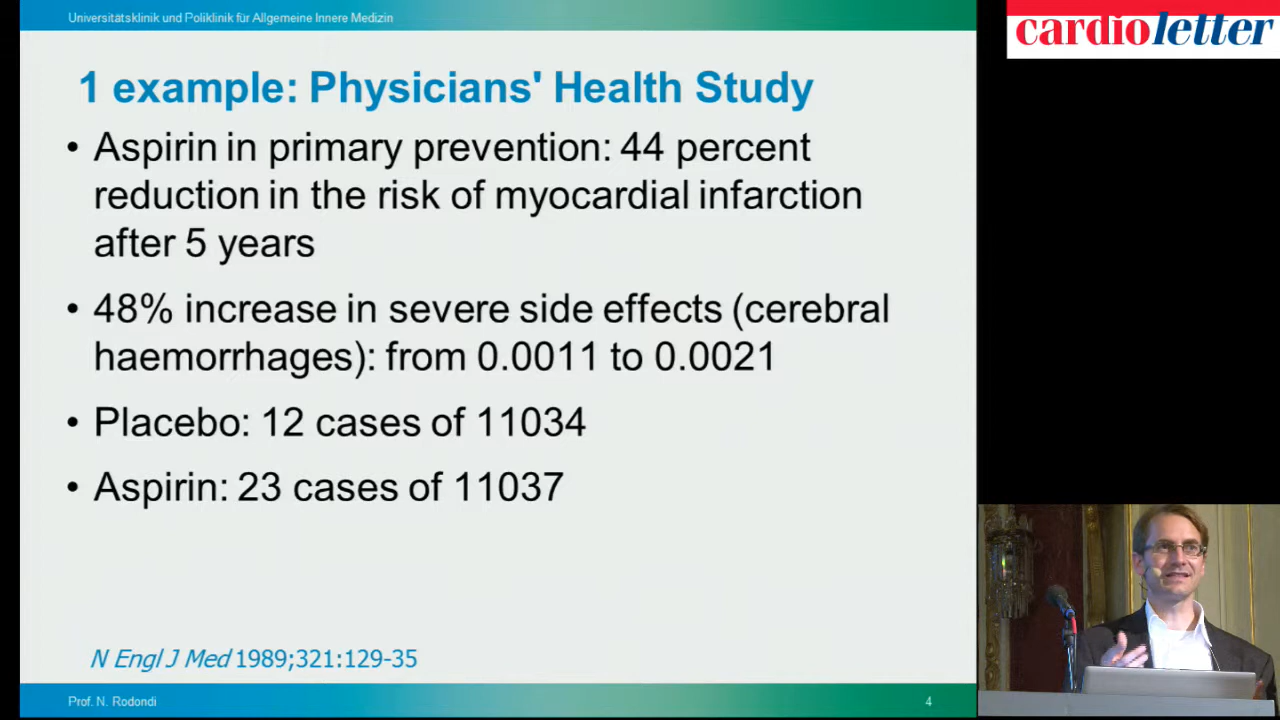 Universitätsklinik und Poliklinik für Allgemeine Innere Medizin
cardioletter
1 example: Physicians' Health Study
• Aspirin in primary prevention: 44 percent
reduction in the risk of myocardial infarction
after 5 years
• 48% increase in severe side effects (cerebral
haemorrhages): from 0.0011 to 0.0021
• Placebo: 12 cases of 11034
• Aspirin: 23 cases of 11037
N Engl J Med 1989;321:129-35
Prof. N. Rodondi
4